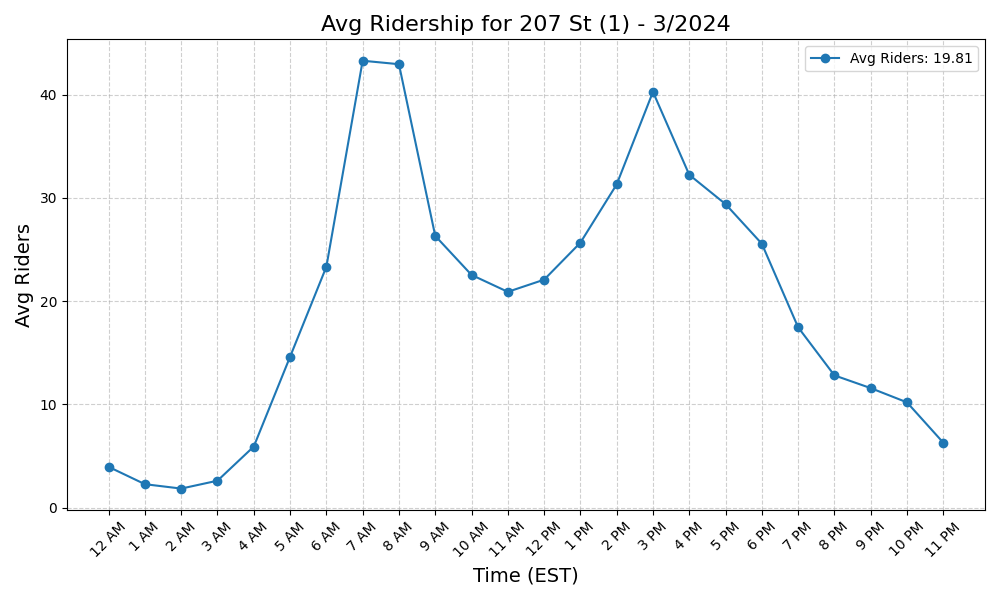 Avg Ridership for 207 St (1) - 3/2024
Avg Riders: 19.81
Avg Riders
40
30
20
10
0
12 AM
1 AM
2 AM
3 AM
4 AM
5 AM
6 AM
7 AM
8 AM
9 AM
10 AM
11 AM
12 PM
1 PM
2 PM
3 PM
4 PM
5 PM
6 PM
7 PM
8 PM
9 PM
10 PM
11 PM
Time (EST)